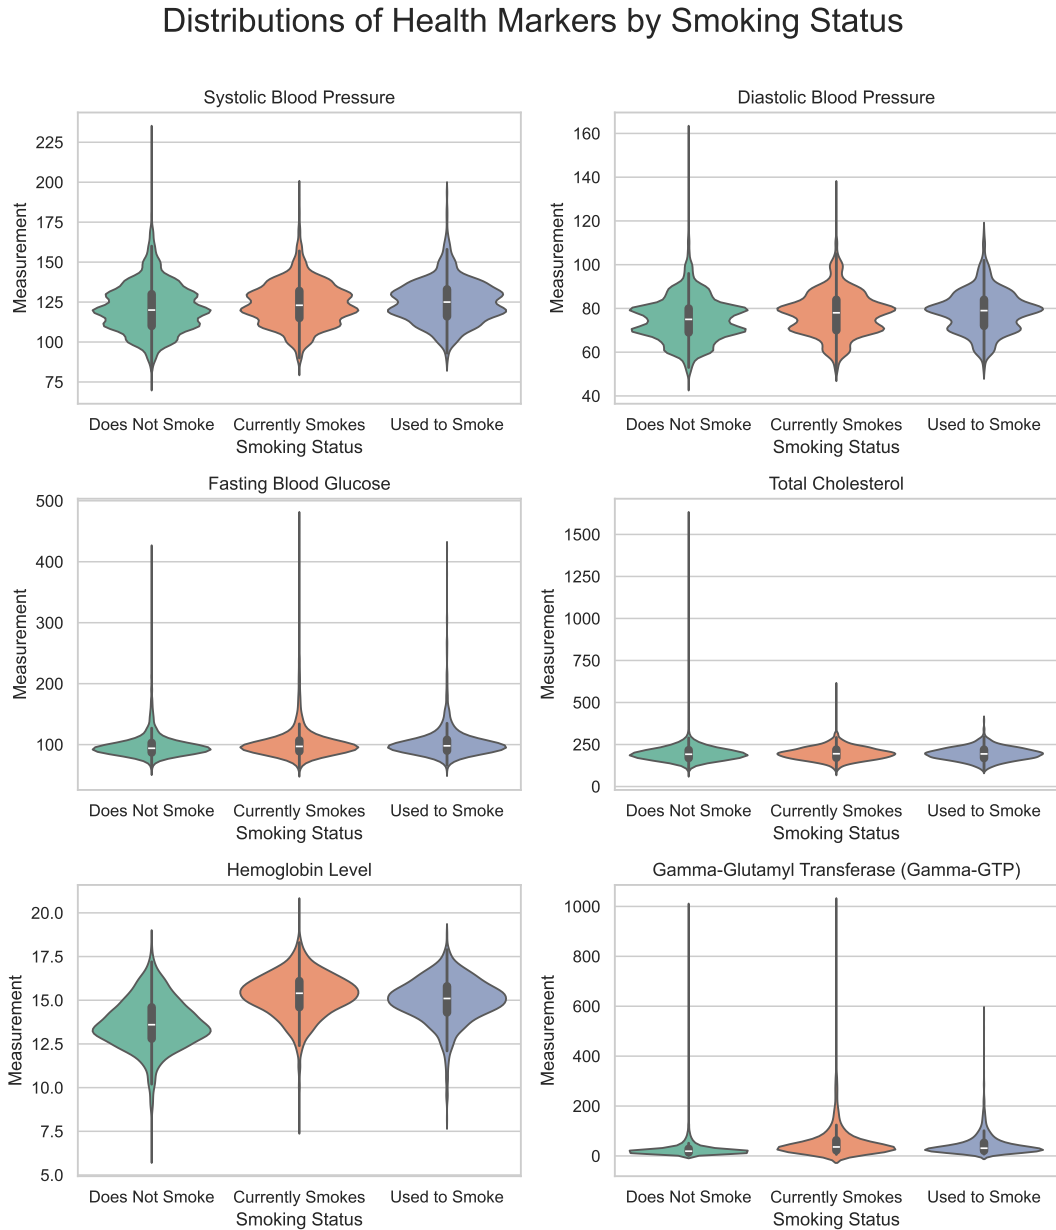 Distributions of Health Markers by Smoking Status
Systolic Blood Pressure
Measurement
225
200
175
150
125
100
75
Does Not Smoke Currently Smokes Used to Smoke
Smoking Status
Diastolic Blood Pressure
Measurement
160
140
120
100
80
60
40
Does Not Smoke Currently Smokes Used to Smoke
Smoking Status
Fasting Blood Glucose
Measurement
500
400
300
200
100
Does Not Smoke Currently Smokes Used to Smoke
Smoking Status
Total Cholesterol
Measurement
1500
1250
1000
750
500
250
0
Does Not Smoke Currently Smokes Used to Smoke
Smoking Status
Hemoglobin Level
Measurement
20.0
17.5
15.0
12.5
10.0
7.5
5.0
Does Not Smoke Currently Smokes Used to Smoke
Smoking Status
Gamma-Glutamyl Transferase (Gamma-GTP)
Measurement
1000
800
600
400
200
0
Does Not Smoke Currently Smokes Used to Smoke
Smoking Status